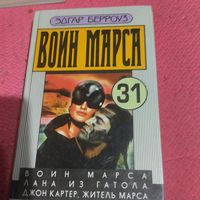 ЭДГАР БЕРРОУЗ
ВОИН МАРСА
31
ВОИН МАРСА
ЛАНА ИЗ ГАТОЛА
ДЖОН КАРТЕР, ЖИТЕЛЬ МАРСА